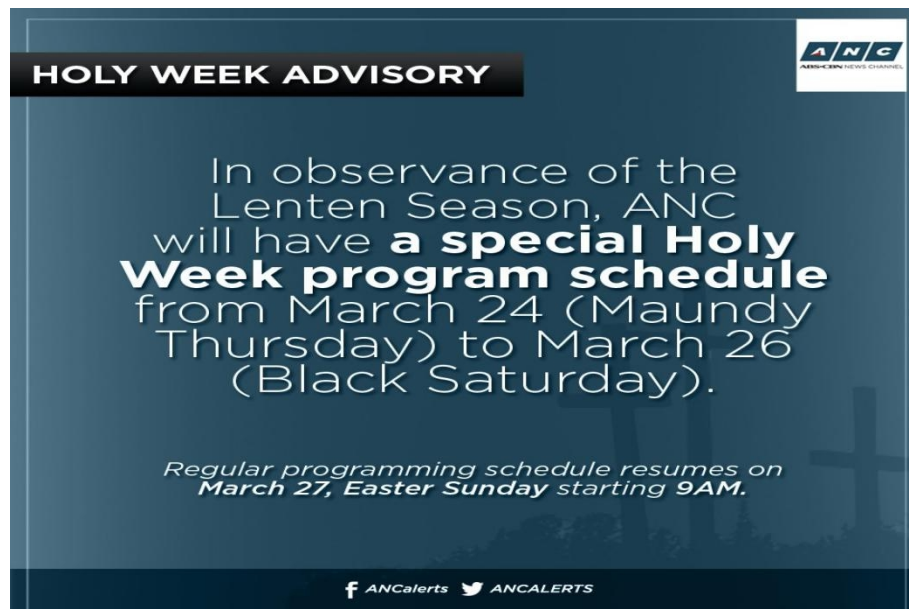 A/N/C
ABS-CBN NEWS CHANNEL
HOLY WEEK ADVISORY
In observance of the
Lenten Season, ANC
will have a special Holy
Week program schedule
from March 24 (Maundy
Thursday) to March 26
(Black Saturday).
Regular programming schedule resumes on
March 27, Easter Sunday starting 9AM.
ANCalerts ANCALERTS